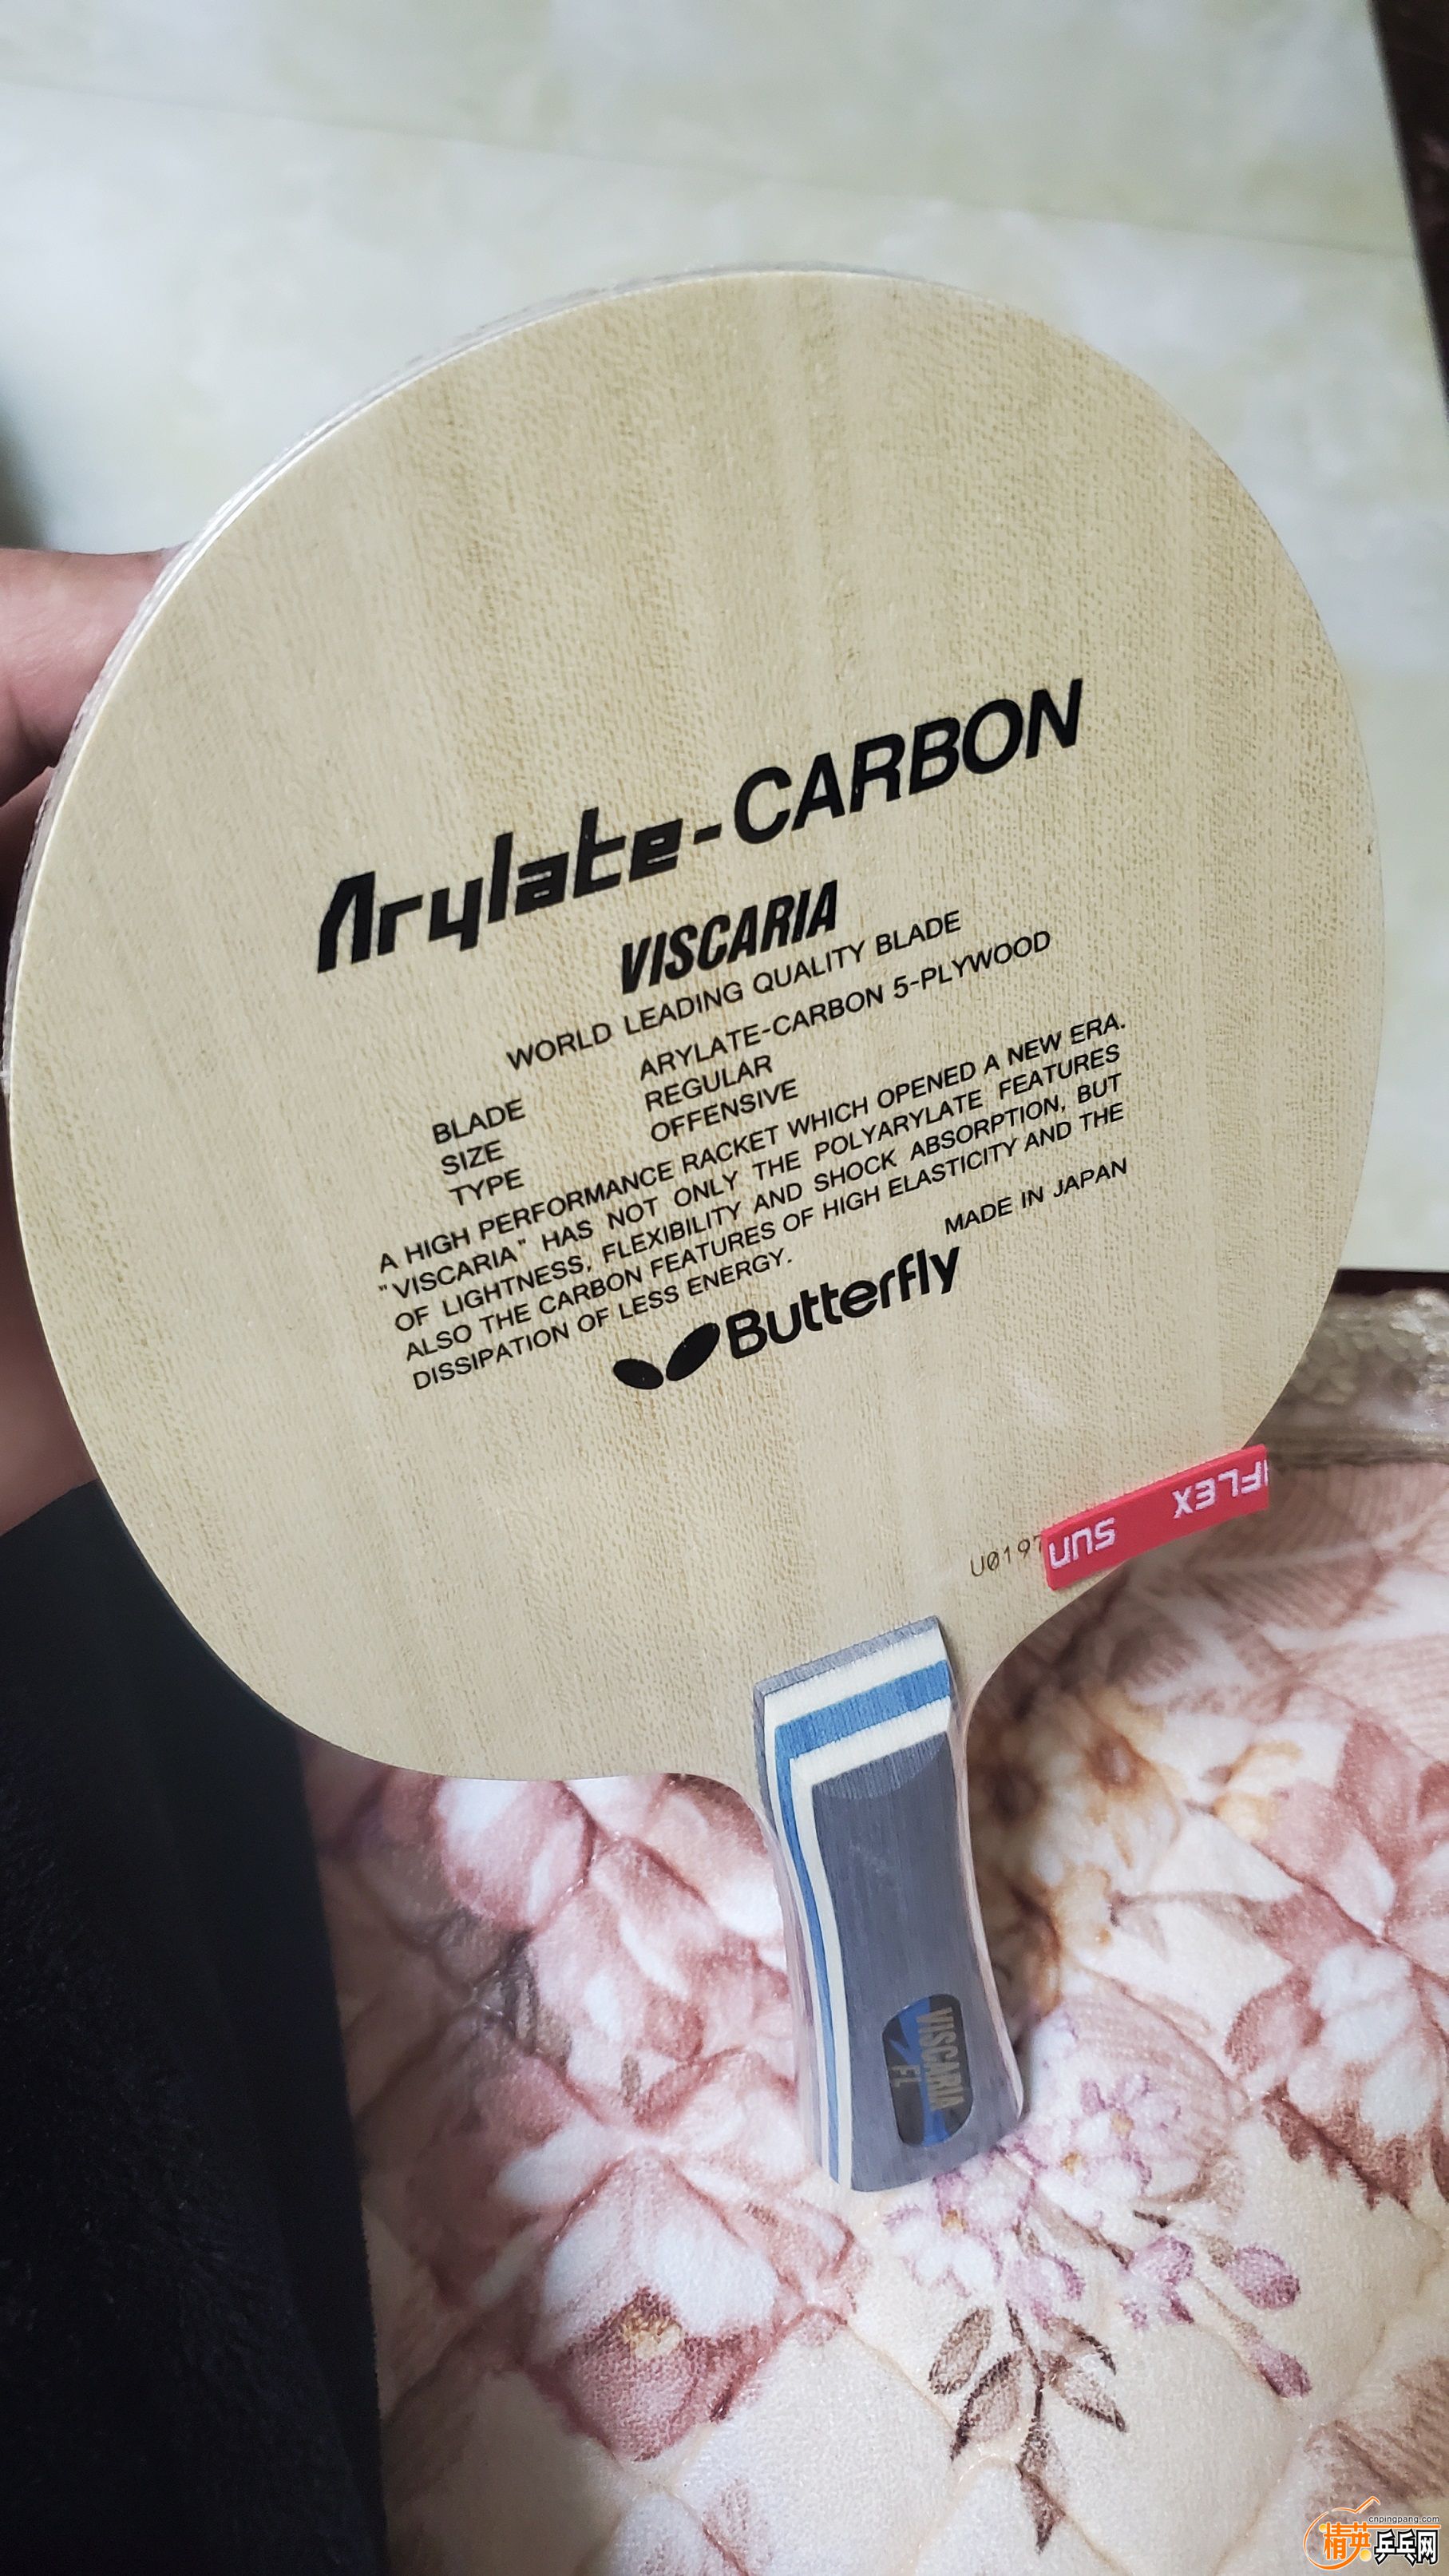 Arylate-CARBON
VISCARIA
WORLD LEADING QUALITY BLADE
BLADE ARYLATE-CARBON 5-PLYWOOD
SIZE REGULAR
TYPE OFFENSIVE
A HIGH PERFORMANCE RACKET WHICH OPENED A NEW ERA.
"VISCARIA" HAS NOT ONLY THE POLYARYLATE FEATURES
OF LIGHTNESS, FLEXIBILITY AND SHOCK ABSORPTION, BUT
ALSO THE CARBON FEATURES OF HIGH ELASTICITY AND THE
DISSIPATION OF LESS ENERGY.
MADE IN JAPAN
Butterfly
U0197
SUN FLEX
VISCARIA
FL
cnpingpang.com
精英乒乓网